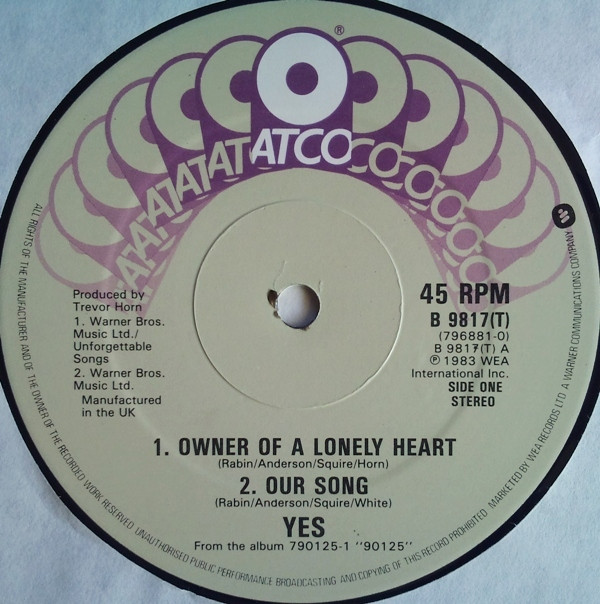 ®
ATCO
ATATATATATCOCOCOCOCO
Produced by
Trevor Horn
1. Warner Bros.
Music Ltd./
Unforgettable
Songs
2. Warner Bros.
Music Ltd.
Manufactured
in the UK
45 RPM
B 9817(T)
(796881-0)
B 9817(T) A
℗ 1983 WEA
International Inc.
SIDE ONE
STEREO
1. OWNER OF A LONELY HEART
(Rabin/Anderson/Squire/Horn)
2. OUR SONG
(Rabin/Anderson/Squire/White)
YES
From the album 790125-1 "90125"
ALL RIGHTS OF THE MANUFACTURER AND OF THE OWNER OF THE RECORDED WORK RESERVED. UNAUTHORISED PUBLIC PERFORMANCE BROADCASTING AND COPYING OF THIS RECORD PROHIBITED. MARKETED BY WEA RECORDS LTD. A WARNER COMMUNICATIONS COMPANY